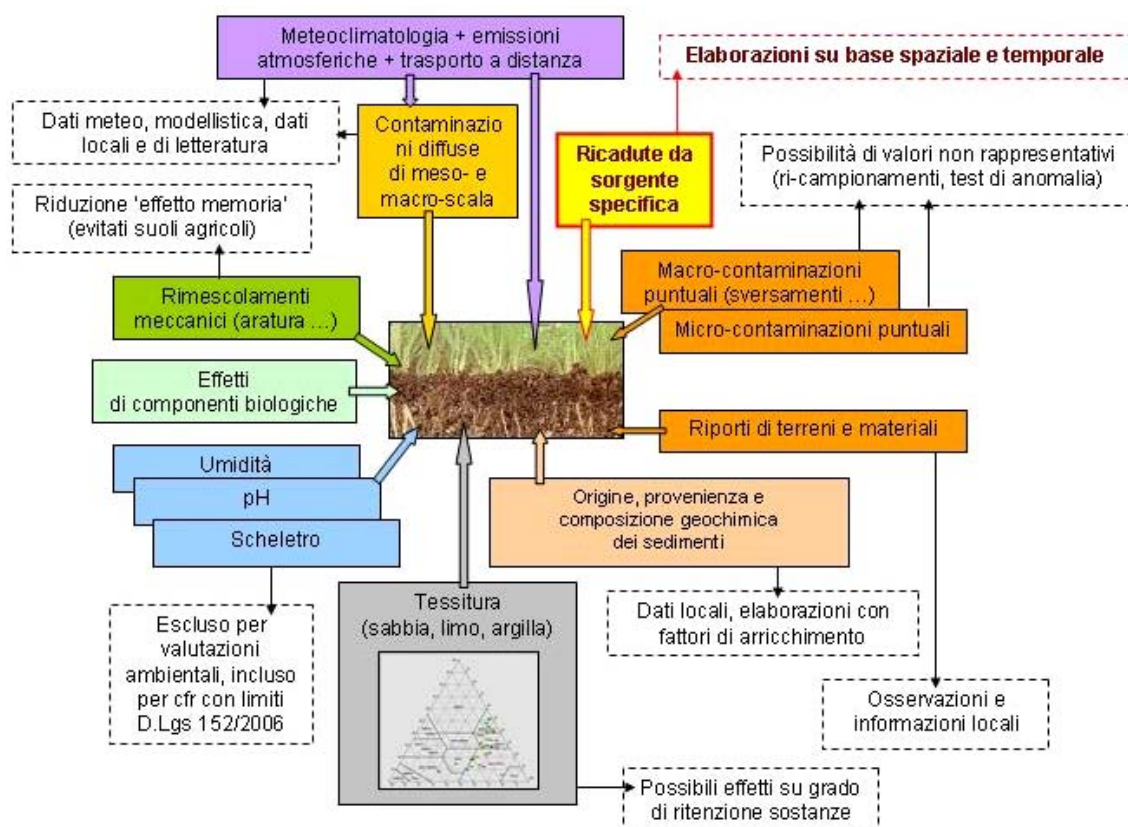 Meteoclimatologia + emissioni
atmosferiche + trasporto a distanza
Elaborazioni su base spaziale e temporale
Dati meteo, modellistica, dati
locali e di letteratura
Contaminazio
ni diffuse
di meso- e
macro-scala
Ricadute da
sorgente
specifica
Possibilità di valori non rappresentativi
(ri-campionamenti, test di anomalia)
Riduzione 'effetto memoria'
(evitati suoli agricoli)
Rimescolamenti
meccanici (aratura ...)
Macro-contaminazioni
puntuali (sversamenti ...)
Micro-contaminazioni puntuali
Effetti
di componenti biologiche
Riporti di terreni e materiali
Umidità
pH
Scheletro
Origine, provenienza e
composizione geochimica
dei sedimenti
Tessitura
(sabbia, limo, argilla)
Escluso per
valutazioni
ambientali, incluso
per cfr con limiti
D.Lgs 152/2006
Dati locali, elaborazioni con
fattori di arricchimento
Osservazioni e
informazioni locali
Possibili effetti su grado
di ritenzione sostanze